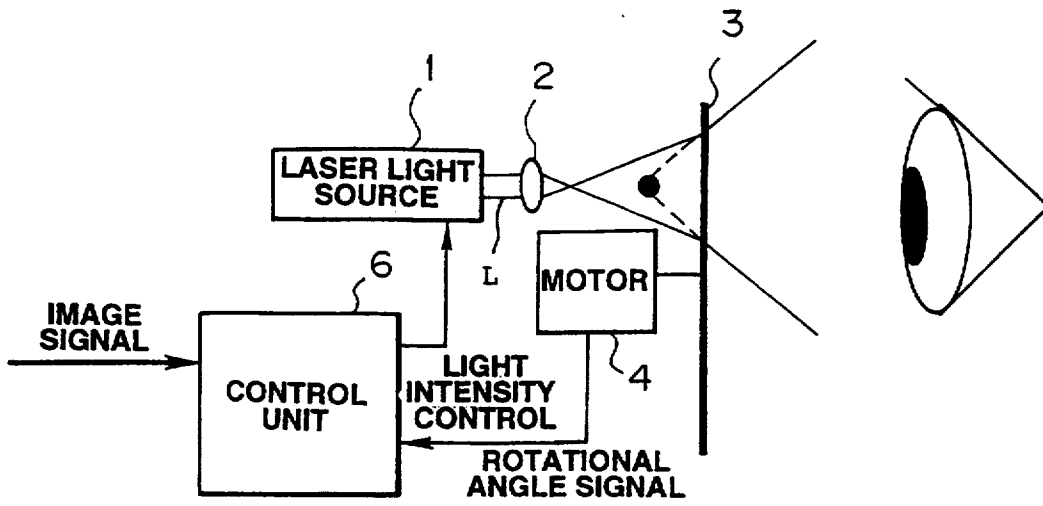 1
2
3
LASER LIGHT
SOURCE
L
MOTOR
4
6
IMAGE
SIGNAL
CONTROL
UNIT
LIGHT
INTENSITY
CONTROL
ROTATIONAL
ANGLE SIGNAL